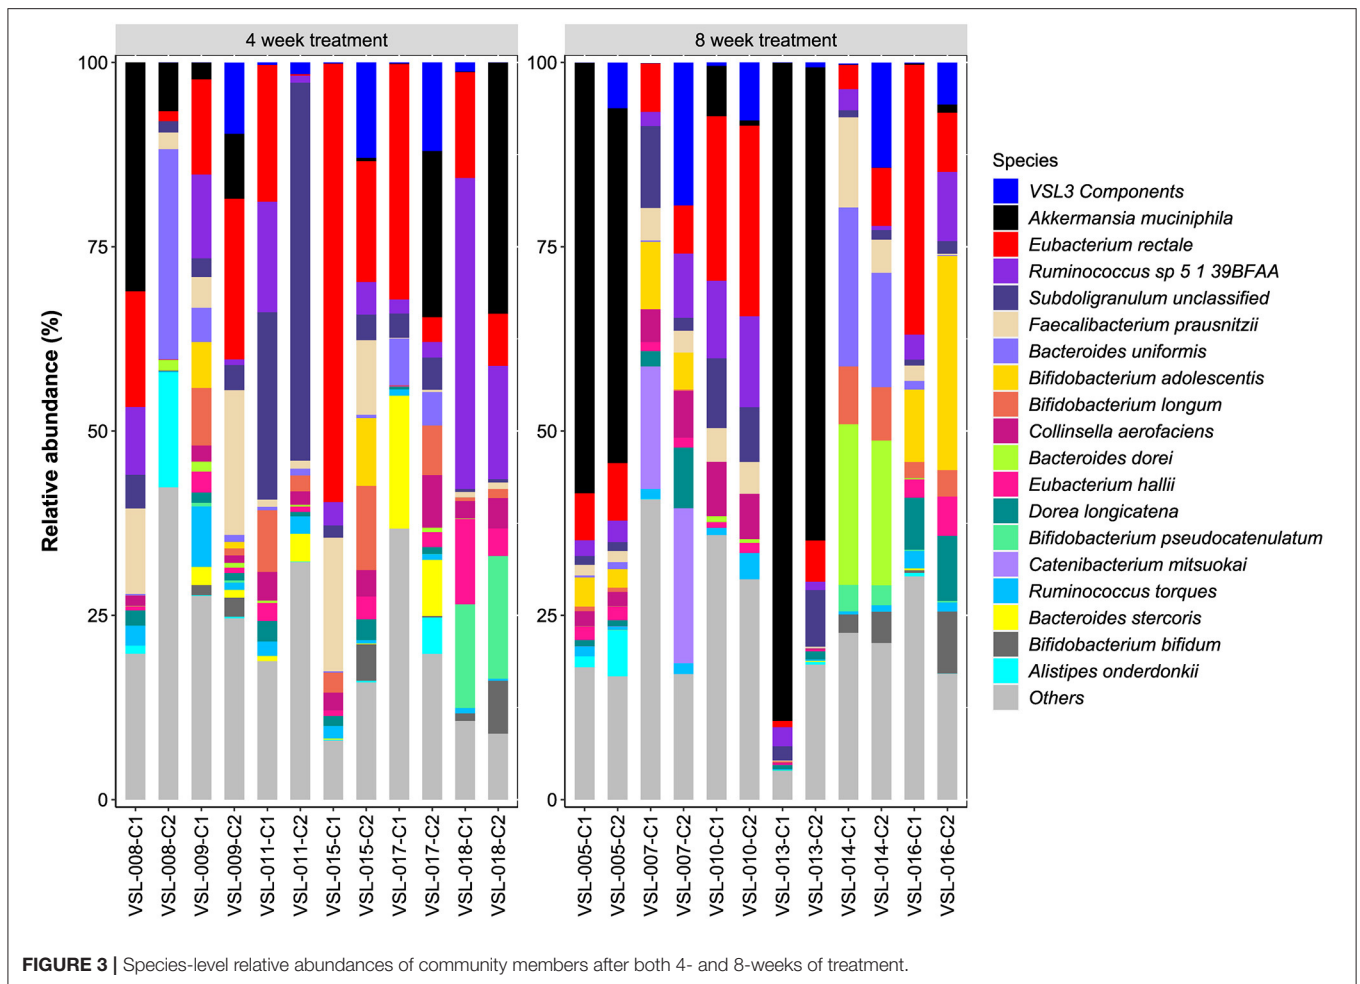 4 week treatment
8 week treatment
Relative abundance (%)
100
75
50
25
0
100
75
50
25
0
VSL-008-C1
VSL-008-C2
VSL-009-C1
VSL-009-C2
VSL-011-C1
VSL-011-C2
VSL-015-C1
VSL-015-C2
VSL-017-C1
VSL-017-C2
VSL-018-C1
VSL-018-C2
VSL-005-C1
VSL-005-C2
VSL-007-C1
VSL-007-C2
VSL-010-C1
VSL-010-C2
VSL-013-C1
VSL-013-C2
VSL-014-C1
VSL-014-C2
VSL-016-C1
VSL-016-C2
Species
VSL3 Components
Akkermansia muciniphila
Eubacterium rectale
Ruminococcus sp 5 1 39BFAA
Subdoligranulum unclassified
Faecalibacterium prausnitzii
Bacteroides uniformis
Bifidobacterium adolescentis
Bifidobacterium longum
Collinsella aerofaciens
Bacteroides dorei
Eubacterium hallii
Dorea longicatena
Bifidobacterium pseudocatenulatum
Catenibacterium mitsuokai
Ruminococcus torques
Bacteroides stercoris
Bifidobacterium bifidum
Alistipes onderdonkii
Others
FIGURE 3 | Species-level relative abundances of community members after both 4- and 8-weeks of treatment.